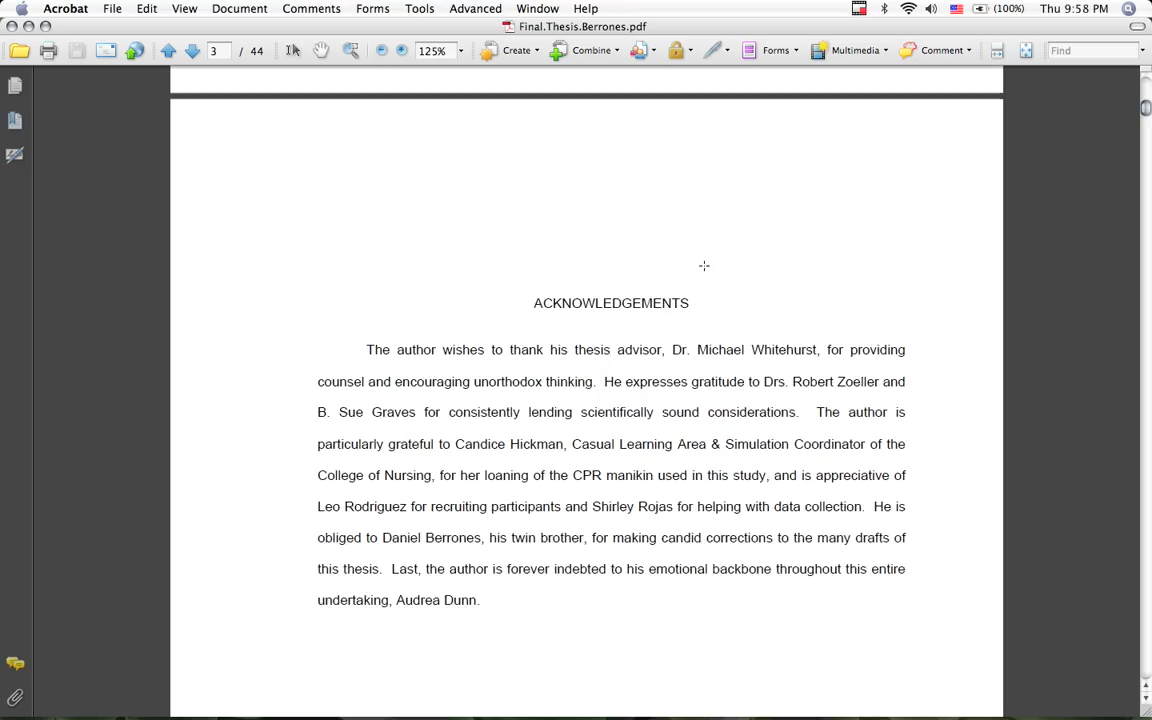 Acrobat File Edit View Document Comments Forms Tools Advanced Window Help (100%) Thu 9:58 PM
Final.Thesis.Berrones.pdf
3 / 44 125% Create Combine Forms Multimedia Comment Find
ACKNOWLEDGEMENTS
The author wishes to thank his thesis advisor, Dr. Michael Whitehurst, for providing
counsel and encouraging unorthodox thinking. He expresses gratitude to Drs. Robert Zoeller and
B. Sue Graves for consistently lending scientifically sound considerations. The author is
particularly grateful to Candice Hickman, Casual Learning Area & Simulation Coordinator of the
College of Nursing, for her loaning of the CPR manikin used in this study, and is appreciative of
Leo Rodriguez for recruiting participants and Shirley Rojas for helping with data collection. He is
obliged to Daniel Berrones, his twin brother, for making candid corrections to the many drafts of
this thesis. Last, the author is forever indebted to his emotional backbone throughout this entire
undertaking, Audrea Dunn.